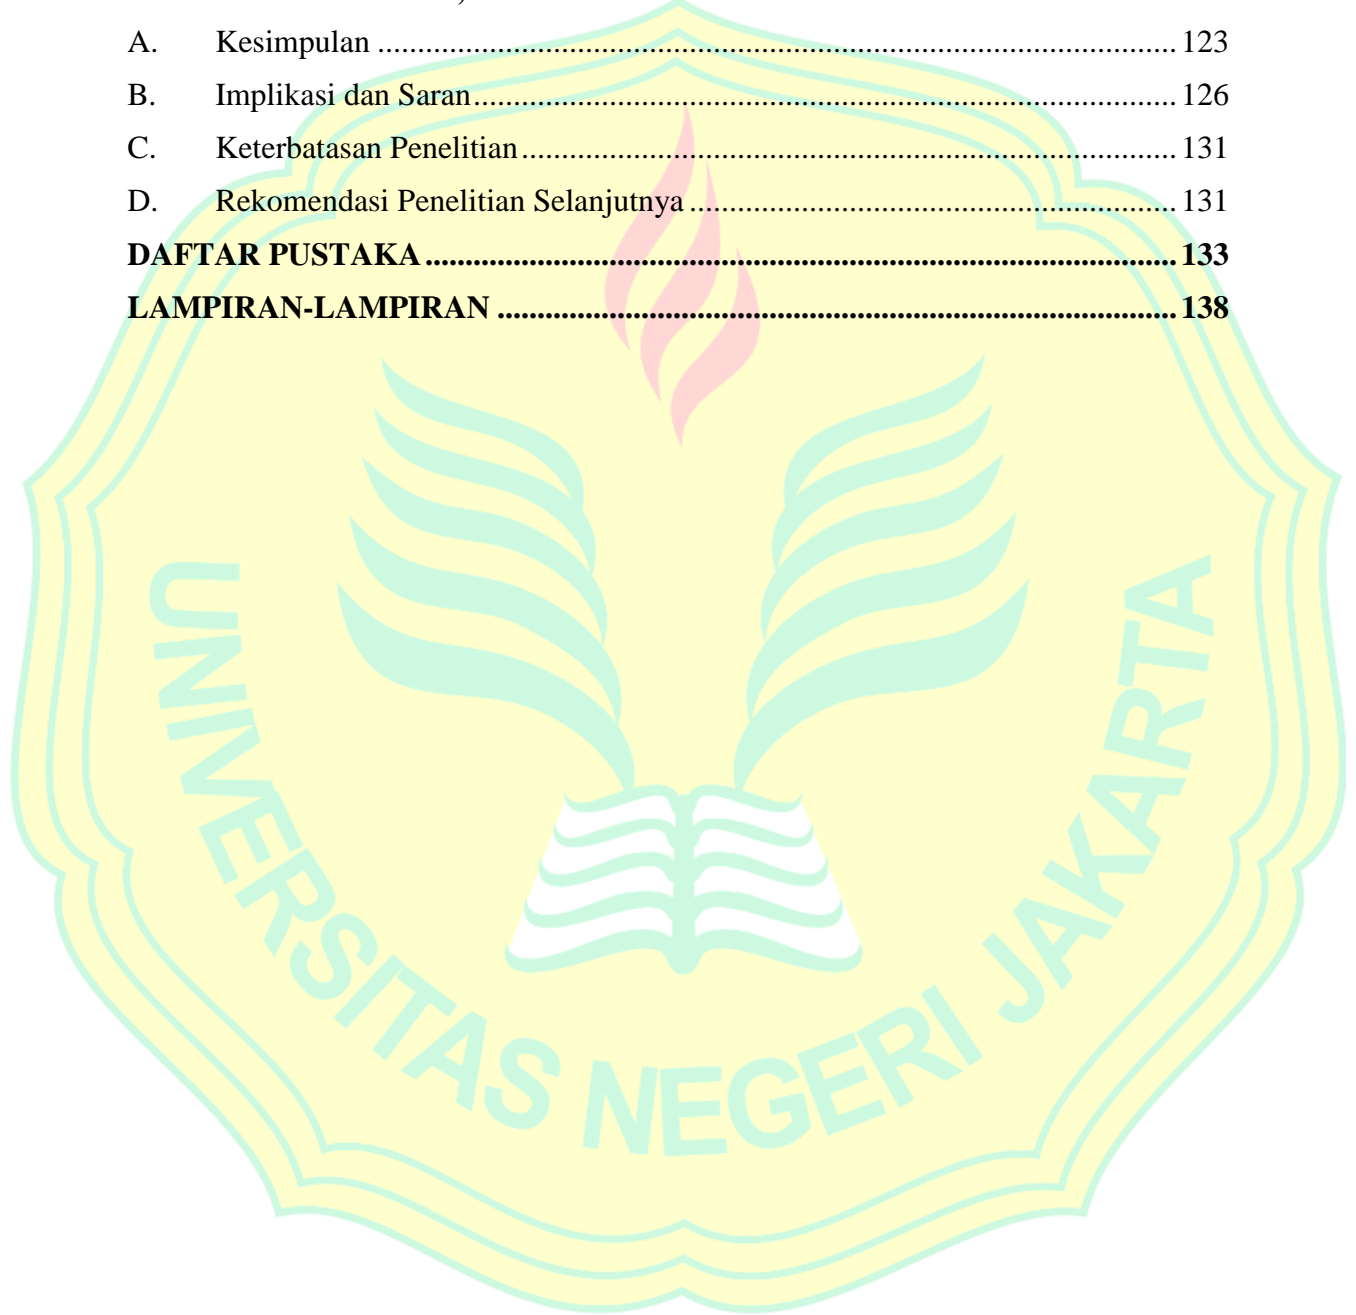 A. Kesimpulan .......... 123
B. Implikasi dan Saran .......... 126
C. Keterbatasan Penelitian .......... 131
D. Rekomendasi Penelitian Selanjutnya .......... 131
DAFTAR PUSTAKA .......... 133
LAMPIRAN-LAMPIRAN .......... 138
UNIVERSITAS NEGERI JAKARTA